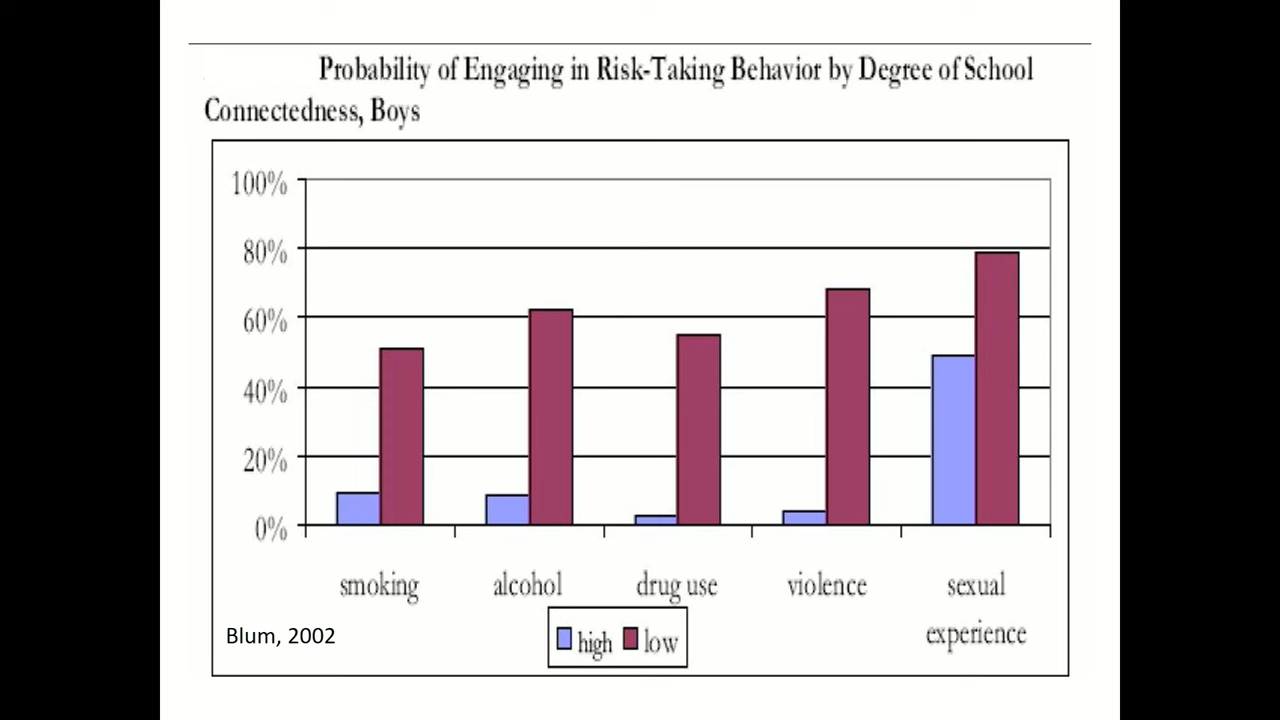 Probability of Engaging in Risk-Taking Behavior by Degree of School
Connectedness, Boys
100%
80%
60%
40%
20%
0%
smoking alcohol drug use violence sexual
experience
high low
Blum, 2002